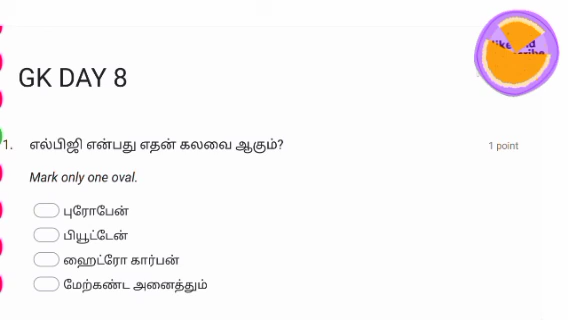 GK DAY 8
1. எல்பிஜி என்பது எதன் கலவை ஆகும்?
1 point
Mark only one oval.
புரோபேன்
பியூட்டேன்
ஹைட்ரோ கார்பன்
மேற்கண்ட அனைத்தும்